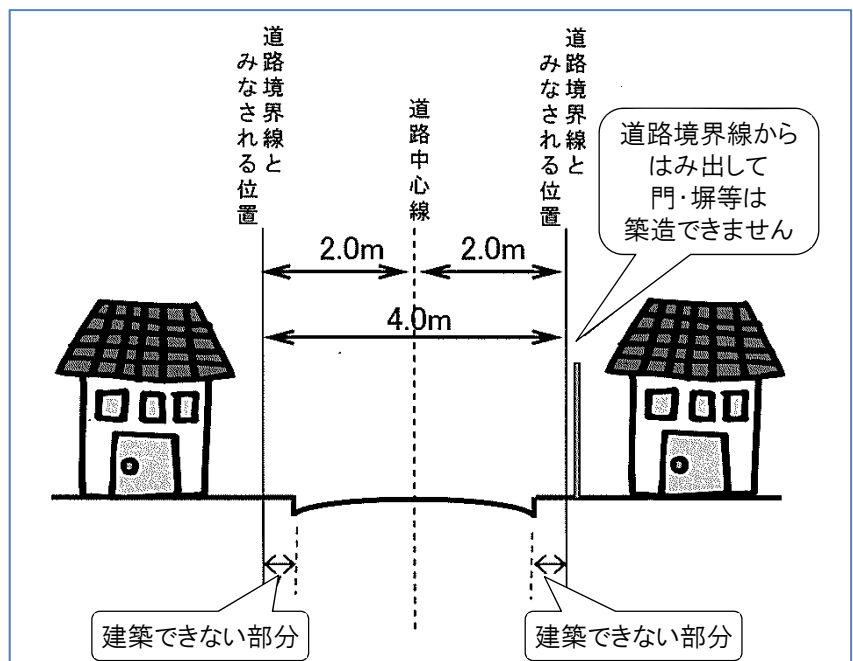 道路境界線と
みなされる位置
道路中心線
道路境界線と
みなされる位置
道路境界線から
はみ出して
門・塀等は
築造できません
2.0m
2.0m
4.0m
建築できない部分
建築できない部分